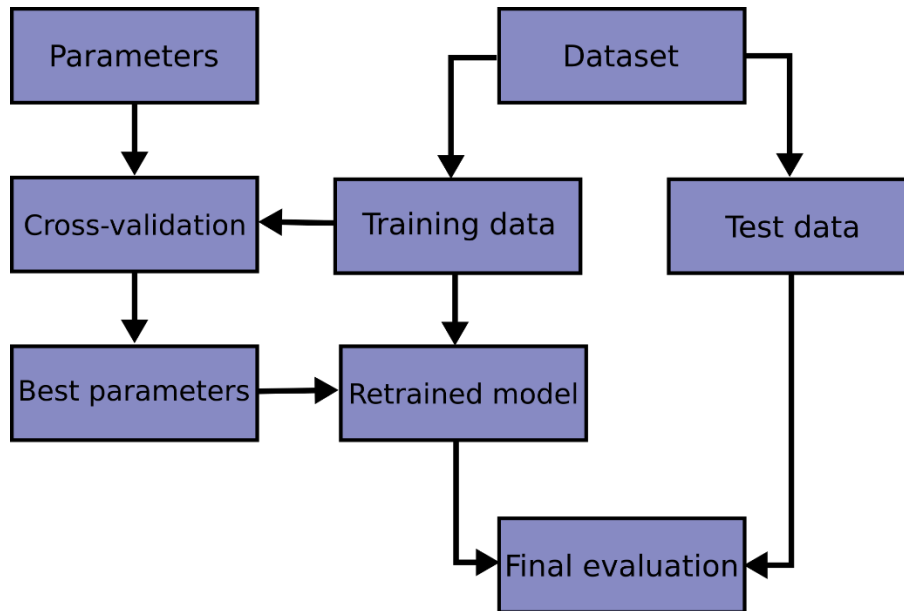 Parameters
Dataset
Cross-validation
Training data
Test data
Best parameters
Retrained model
Final evaluation